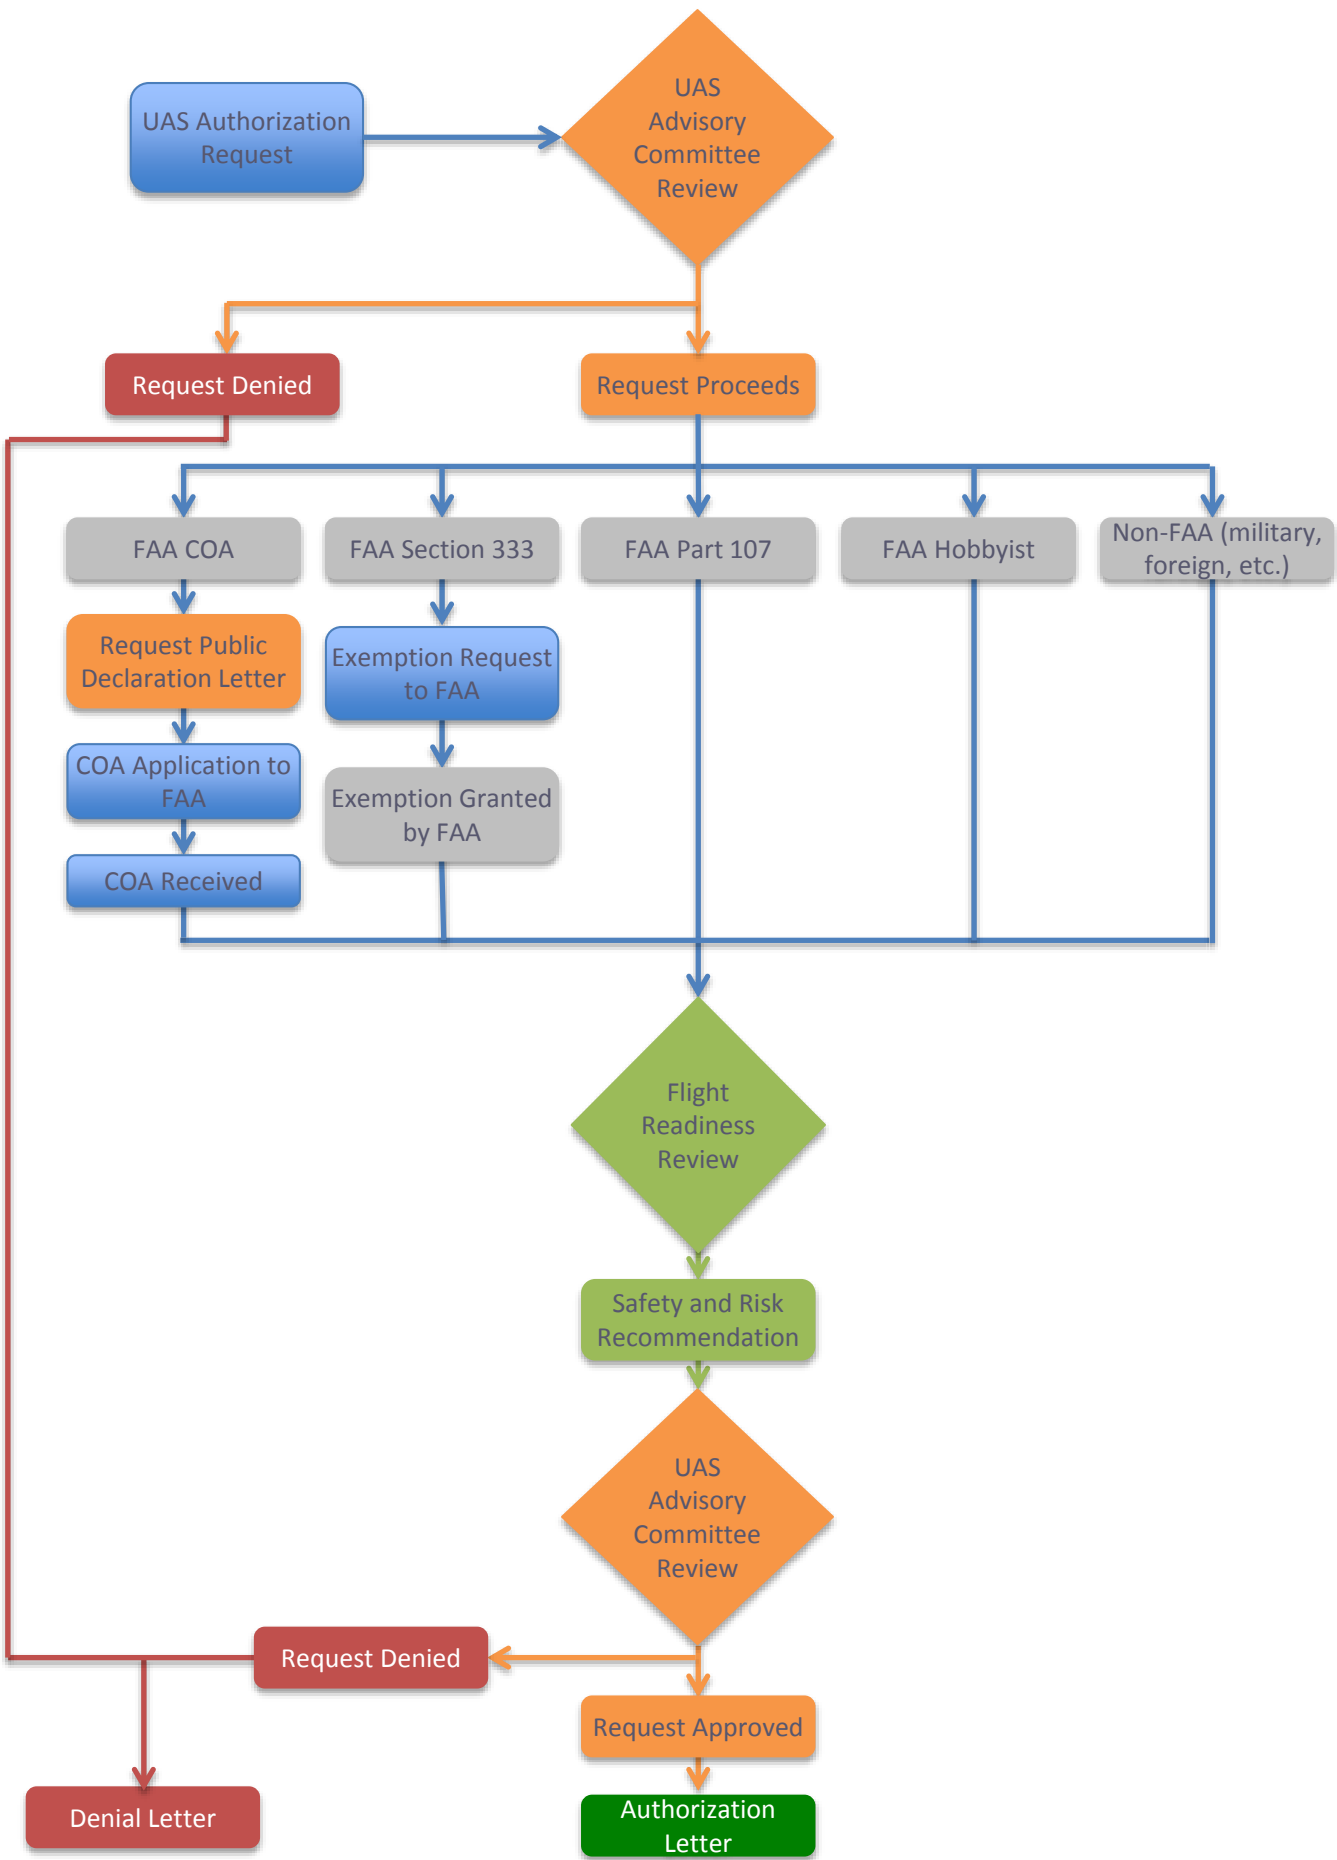 UAS Authorization
Request
UAS
Advisory
Committee
Review
Request Denied
Request Proceeds
FAA COA
FAA Section 333
FAA Part 107
FAA Hobbyist
Non-FAA (military,
foreign, etc.)
Request Public
Declaration Letter
Exemption Request
to FAA
COA Application to
FAA
Exemption Granted
by FAA
COA Received
Flight
Readiness
Review
Safety and Risk
Recommendation
UAS
Advisory
Committee
Review
Request Denied
Request Approved
Denial Letter
Authorization
Letter